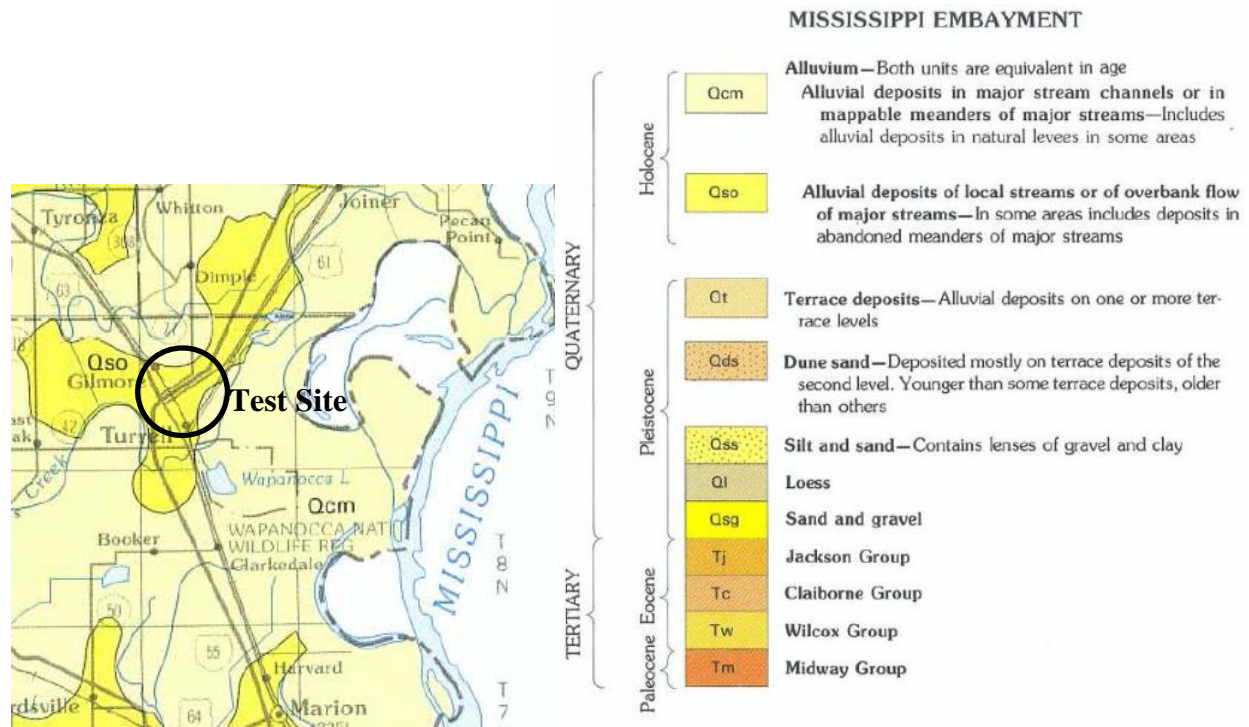 MISSISSIPPI EMBAYMENT
QUATERNARY
TERTIARY
Holocene
Pleistocene
Eocene
Paleocene
Qcm
Alluvium—Both units are equivalent in age
Alluvial deposits in major stream channels or in
mappable meanders of major streams—Includes
alluvial deposits in natural levees in some areas
Qso
Alluvial deposits of local streams or of overbank flow
of major streams—In some areas includes deposits in
abandoned meanders of major streams
Qt
Terrace deposits—Alluvial deposits on one or more ter-
race levels
Qds
Dune sand—Deposited mostly on terrace deposits of the
second level. Younger than some terrace deposits, older
than others
Qss
Silt and sand—Contains lenses of gravel and clay
Ql
Loess
Qsg
Sand and gravel
Tj
Jackson Group
Tc
Claiborne Group
Tw
Wilcox Group
Tm
Midway Group
Tyronza
Whitton
Joiner
Pecan
Point
308
61
Dimple
63
77
Qso
Gilmore
Test Site
T
9
N
42
Turrell
Creek
Wapanocca L
Qcm
WAPANOCCA NATL
WILDLIFE REG
Booker
Clarkedale
MISSISSIPPI
T
8
N
50
55
Harvard
64
Marion
T
7